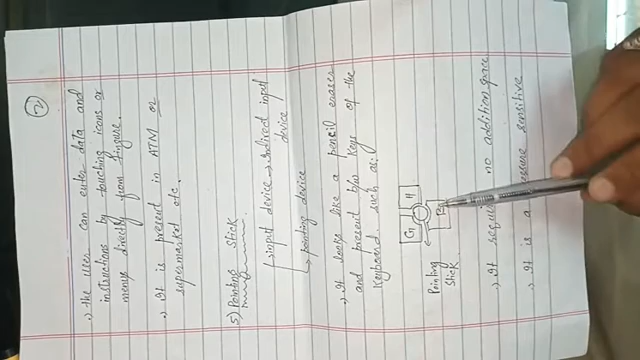 2
→ the user can enter data and
instructions by touching icons or
menus directly from fingure.
→ It is present in ATM or
supermarket etc.
5) Pointing Stick
→ input device → Indirect input
device
→ pointing device
→ It looks like a pencil eraser
and present b/w keys of the
Keyboard such as:
G H
Pointing
Stick
→ It requi no addition space
→ It is a sensitive